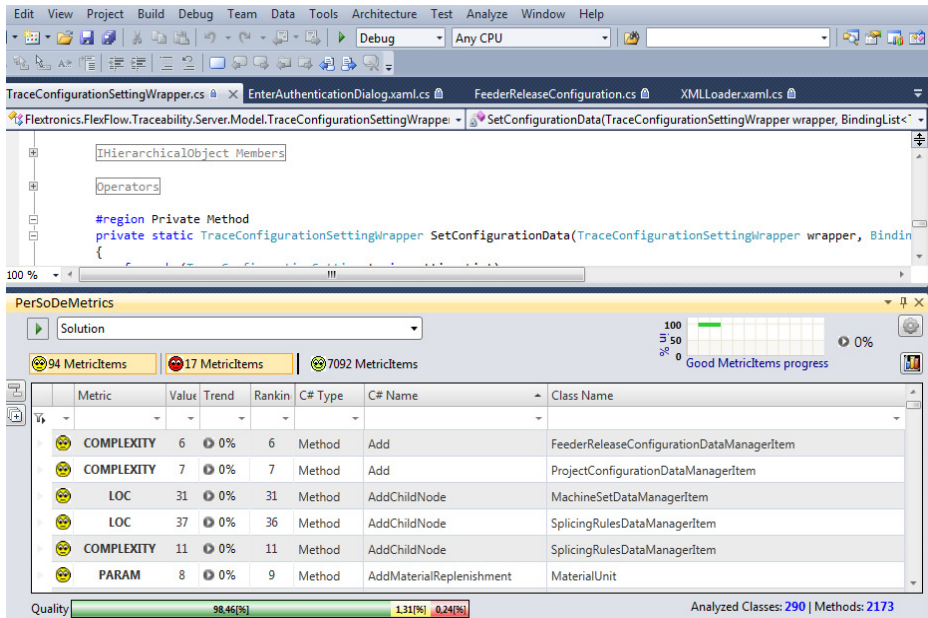 Edit View Project Build Debug Team Data Tools Architecture Test Analyze Window Help
Debug Any CPU
TraceConfigurationSettingWrapper.cs EnterAuthenticationDialog.xaml.cs FeederReleaseConfiguration.cs XMLLoader.xaml.cs
Flextronics.FlexFlow.Traceability.Server.Model.TraceConfigurationSettingWrapper SetConfigurationData(TraceConfigurationSettingWrapper wrapper, BindingList<
IHierarchicalObject Members
Operators
#region Private Method
private static TraceConfigurationSettingWrapper SetConfigurationData(TraceConfigurationSettingWrapper wrapper, Bindin
{
100 %
PerSoDeMetrics
Solution
100
50
0
in %
0%
Good MetricItems progress
94 MetricItems 17 MetricItems 7092 MetricItems
Metric Value Trend Rankin C# Type C# Name Class Name
COMPLEXITY 6 0% 6 Method Add FeederReleaseConfigurationDataManagerItem
COMPLEXITY 7 0% 7 Method Add ProjectConfigurationDataManagerItem
LOC 31 0% 31 Method AddChildNode MachineSetDataManagerItem
LOC 37 0% 36 Method AddChildNode SplicingRulesDataManagerItem
COMPLEXITY 11 0% 11 Method AddChildNode SplicingRulesDataManagerItem
PARAM 8 0% 9 Method AddMaterialReplenishment MaterialUnit
Quality 98,46[%] 1,31[%] 0,24[%] Analyzed Classes: 290 | Methods: 2173